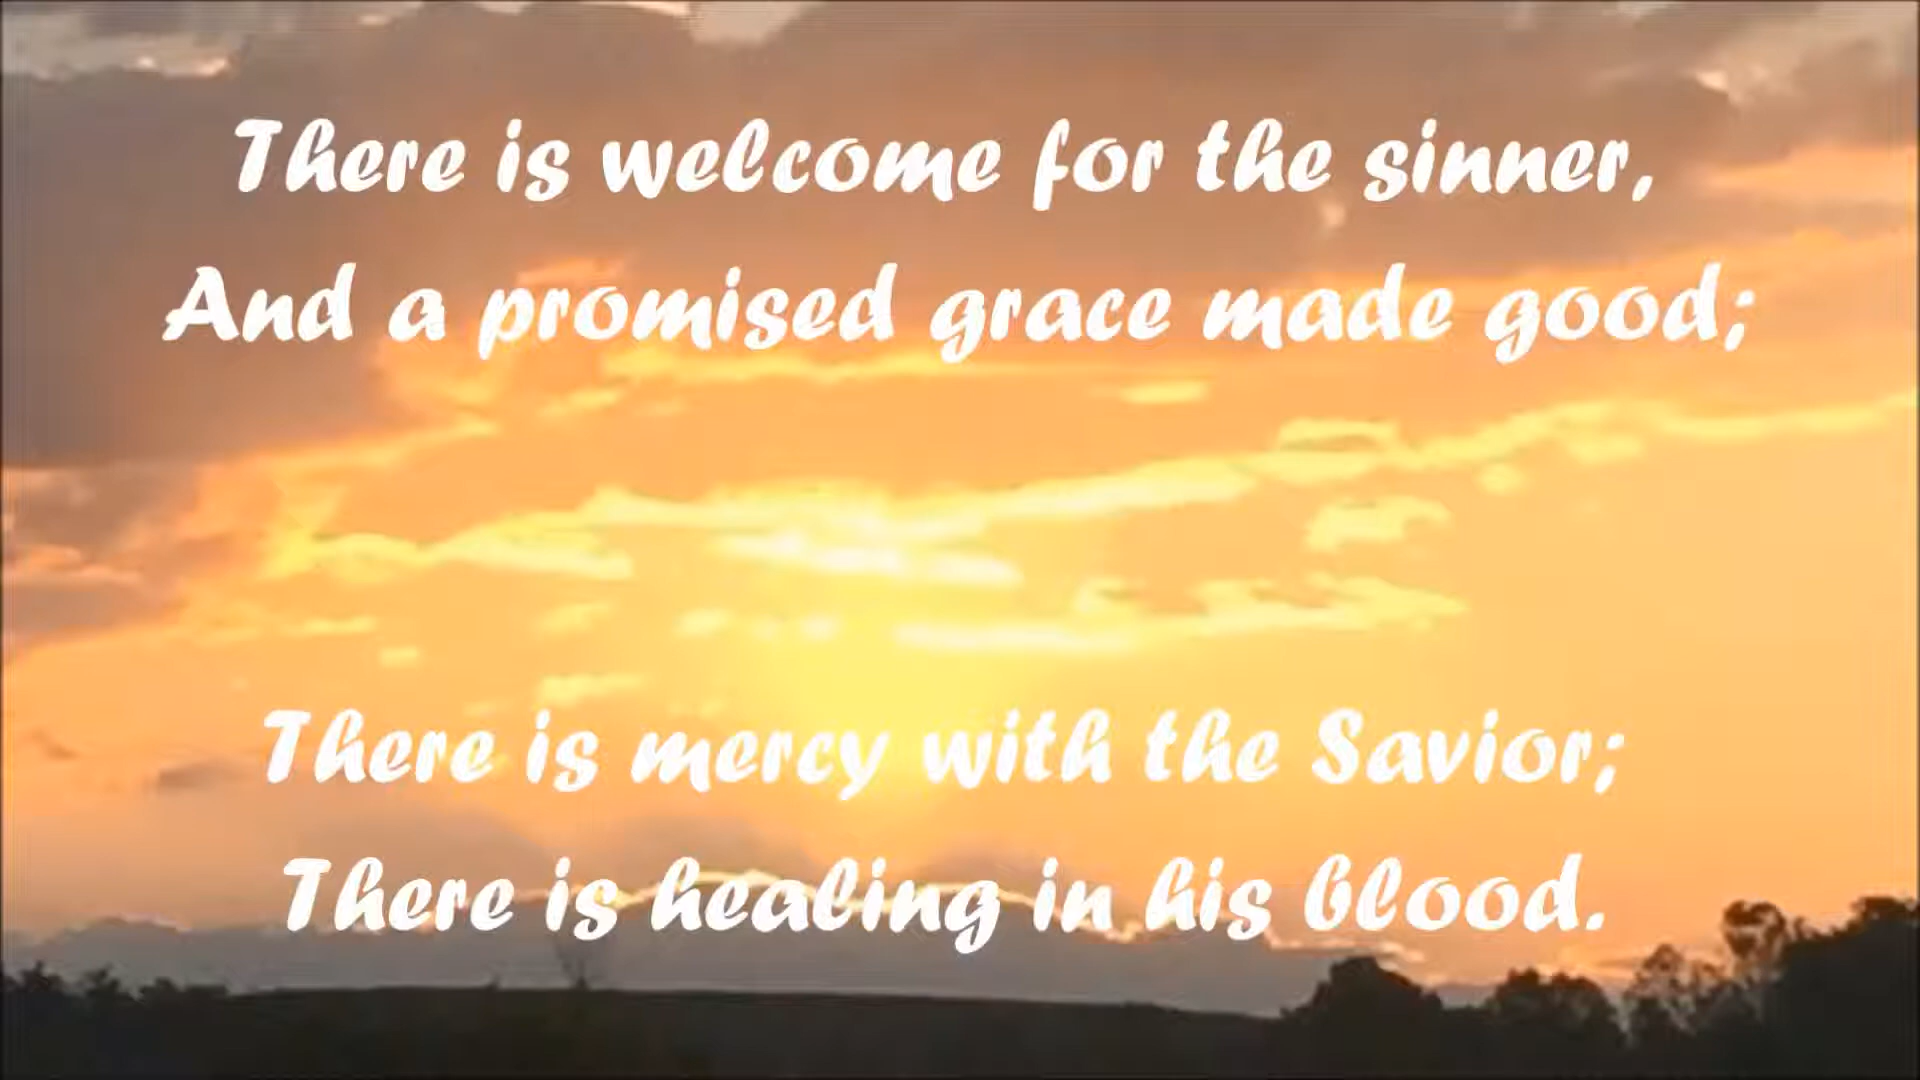 There is welcome for the sinner,
And a promised grace made good;
There is mercy with the Savior;
There is healing in his blood.